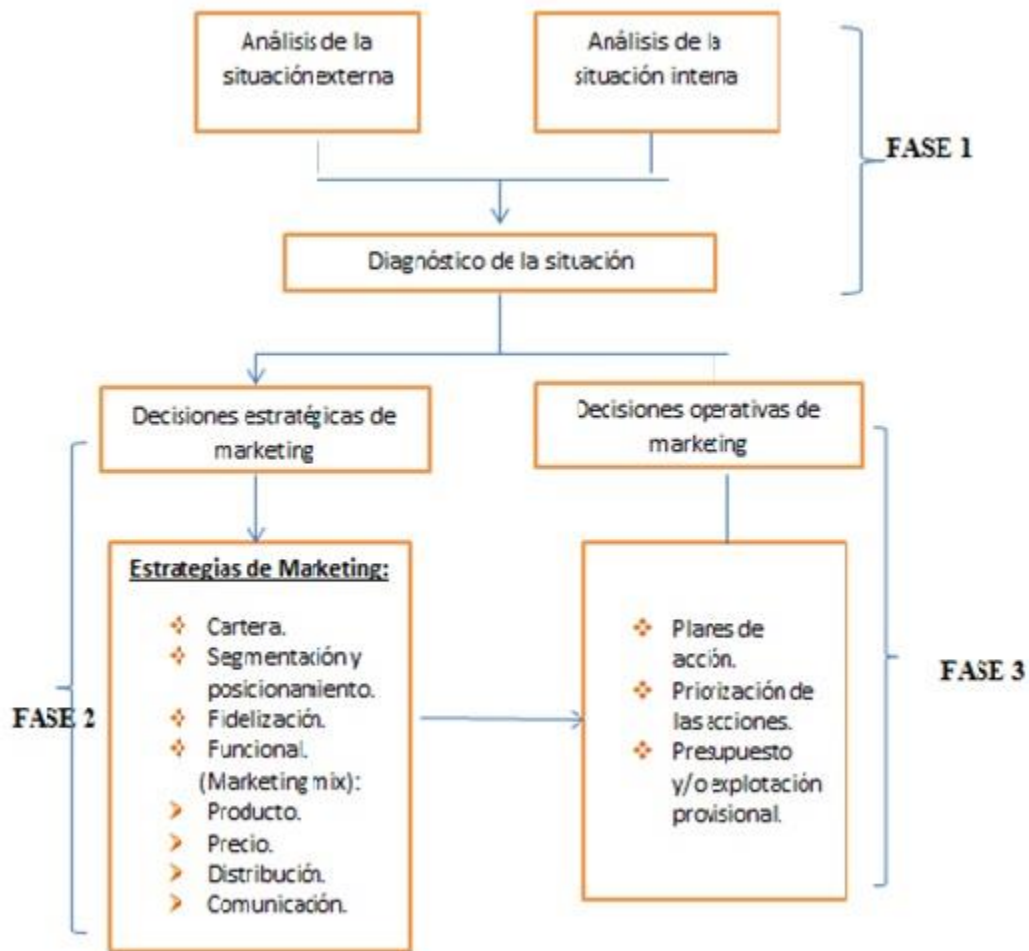 Análisis de la
situación externa
Análisis de la
situación interna
FASE 1
Diagnóstico de la situación
Decisiones estratégicas de
marketing
Decisiones operativas de
marketing
Estrategias de Marketing:
Cartera.
Segmentación y
posicionamiento.
Fidelización.
Funcional.
(Marketing mix):
Producto.
Precio.
Distribución.
Comunicación.
FASE 2
Planes de
acción.
Priorización de
las acciones.
Presupuesto
y/o explotación
provisional.
FASE 3